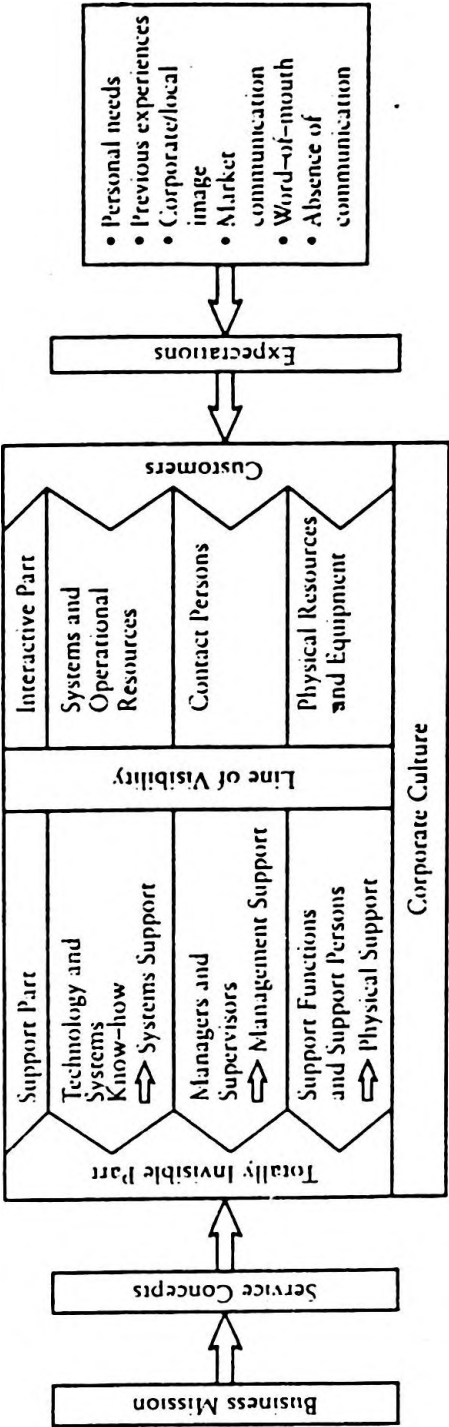 Business Mission
Service Concepts
Totally Invisible Part
Support Part
Technology and
Systems
Know-how
Systems Support
Managers and
Supervisors
Management Support
Support Functions
and Support Persons
Physical Support
Line of Visibility
Interactive Part
Systems and
Operational
Resources
Contact Persons
Physical Resources
and Equipment
Customers
Corporate Culture
Expectations
• Personal needs
• Previous experiences
• Corporate/local
image
• Market
communication
• Word-of-mouth
• Absence of
communication